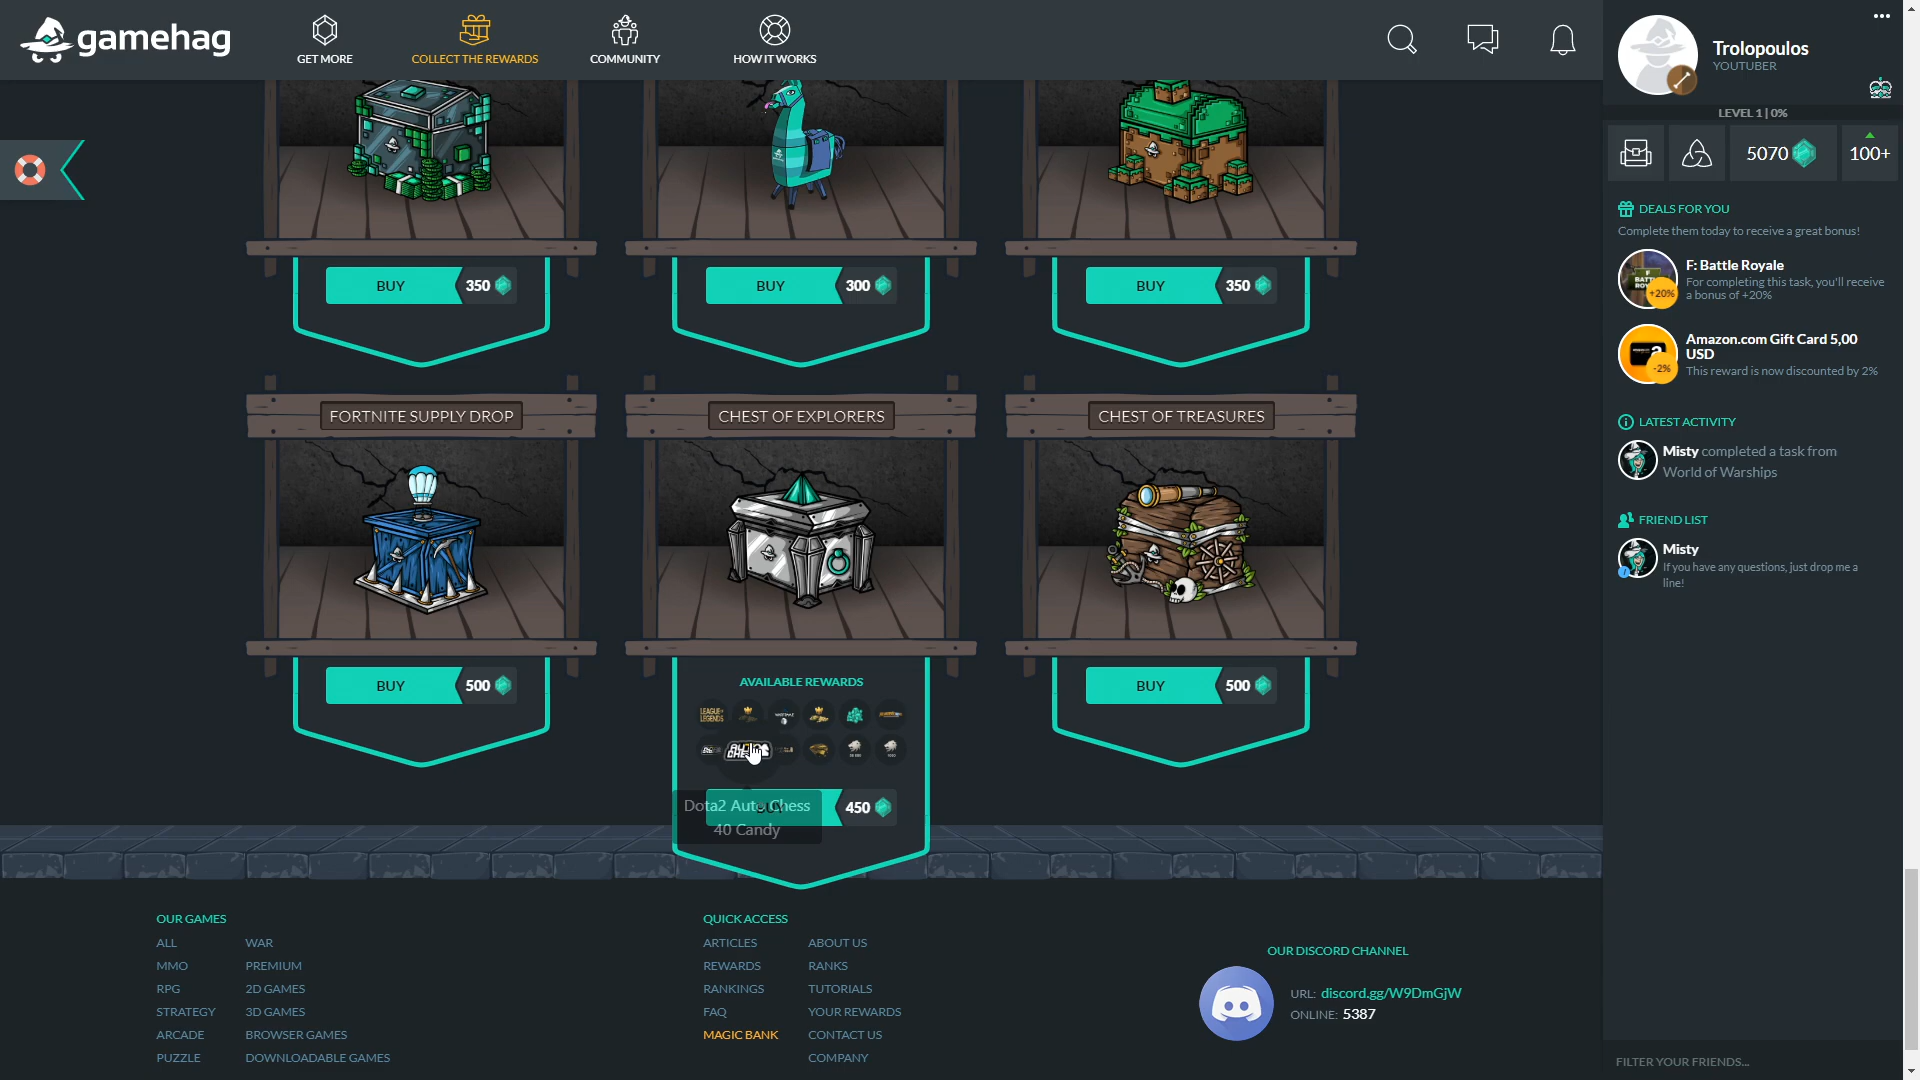 gamehag
GET MORE
COLLECT THE REWARDS
COMMUNITY
HOW IT WORKS
Trolopoulos
YOUTUBER
LEVEL 1 | 0%
5070
100+
BUY 350
BUY 300
BUY 350
DEALS FOR YOU
Complete them today to receive a great bonus!
F: Battle Royale
For completing this task, you'll receive
a bonus of +20%
+20%
Amazon.com Gift Card 5,00
USD
This reward is now discounted by 2%
-2%
LATEST ACTIVITY
Misty completed a task from
World of Warships
FRIEND LIST
Misty
If you have any questions, just drop me a
line!
FORTNITE SUPPLY DROP
CHEST OF EXPLORERS
CHEST OF TREASURES
BUY 500
AVAILABLE REWARDS
LEAGUE OF
LEGENDS
BUY 500
Dota2 Auto Chess
40 Candy
BUY 450
OUR GAMES
ALL
WAR
MMO
PREMIUM
RPG
2D GAMES
STRATEGY
3D GAMES
ARCADE
BROWSER GAMES
PUZZLE
DOWNLOADABLE GAMES
QUICK ACCESS
ARTICLES
ABOUT US
REWARDS
RANKS
RANKINGS
TUTORIALS
FAQ
YOUR REWARDS
MAGIC BANK
CONTACT US
COMPANY
OUR DISCORD CHANNEL
URL: discord.gg/W9DmGjW
ONLINE: 5387
FILTER YOUR FRIENDS...